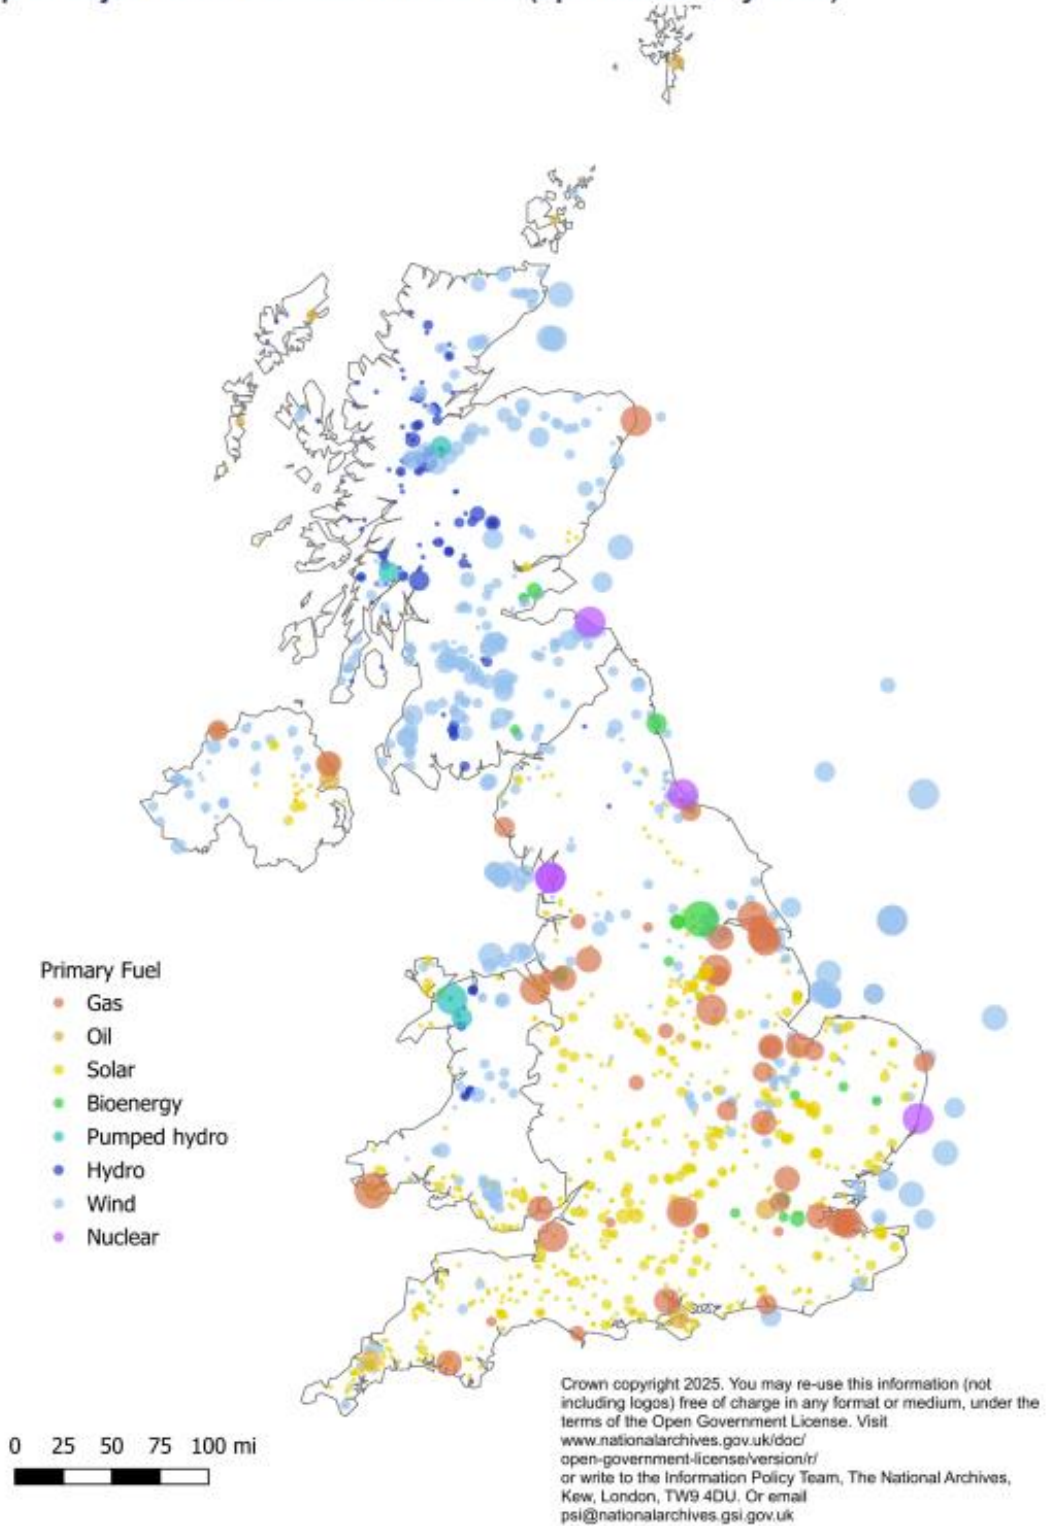 Primary Fuel
Gas
Oil
Solar
Bioenergy
Pumped hydro
Hydro
Wind
Nuclear
0 25 50 75 100 mi
Crown copyright 2025. You may re-use this information (not
including logos) free of charge in any format or medium, under the
terms of the Open Government License. Visit
www.nationalarchives.gov.uk/doc/
open-government-license/version/r/
or write to the Information Policy Team, The National Archives,
Kew, London, TW9 4DU. Or email
psi@nationalarchives.gsi.gov.uk